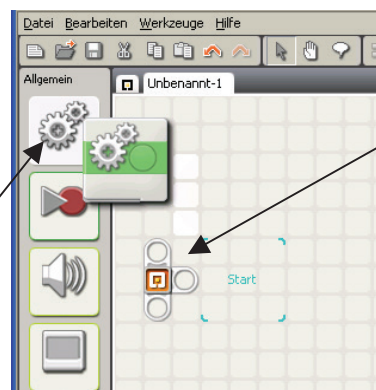 Datei Bearbeiten Werkzeuge Hilfe
Allgemein
Unbenannt-1
Start